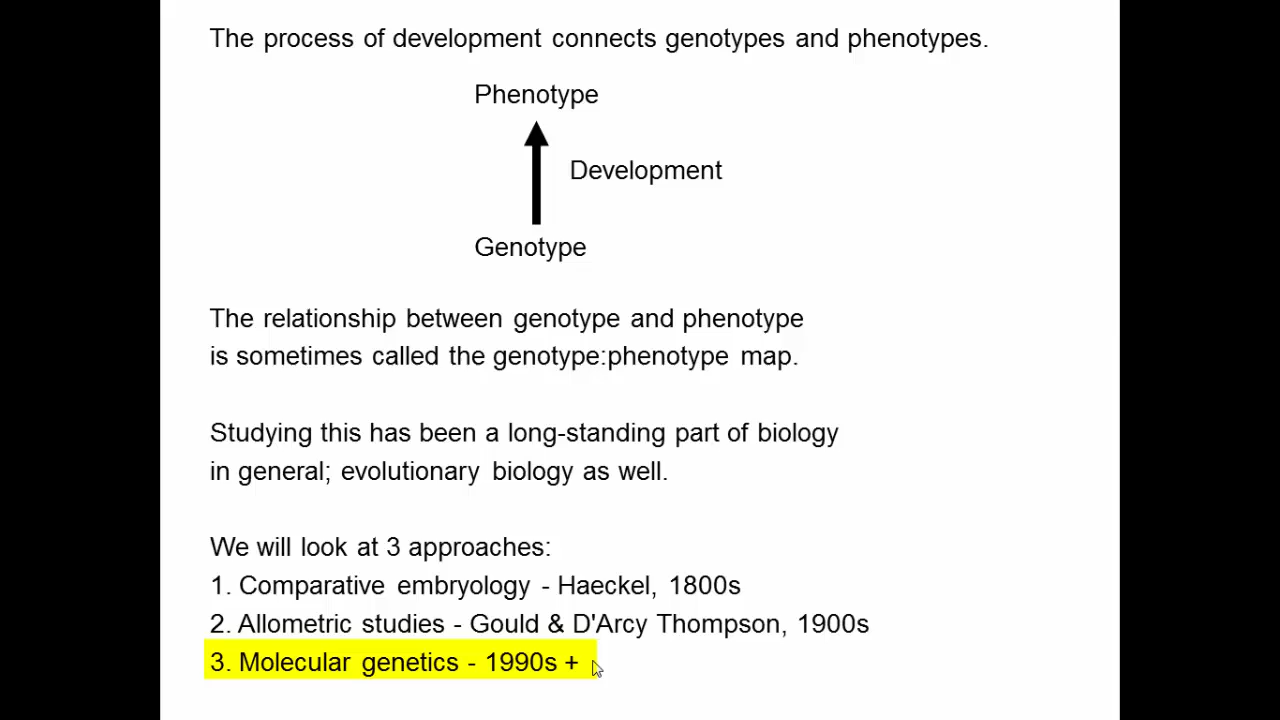 The process of development connects genotypes and phenotypes.
Phenotype
Development
Genotype
The relationship between genotype and phenotype
is sometimes called the genotype:phenotype map.
Studying this has been a long-standing part of biology
in general; evolutionary biology as well.
We will look at 3 approaches:
1. Comparative embryology - Haeckel, 1800s
2. Allometric studies - Gould & D'Arcy Thompson, 1900s
3. Molecular genetics - 1990s +